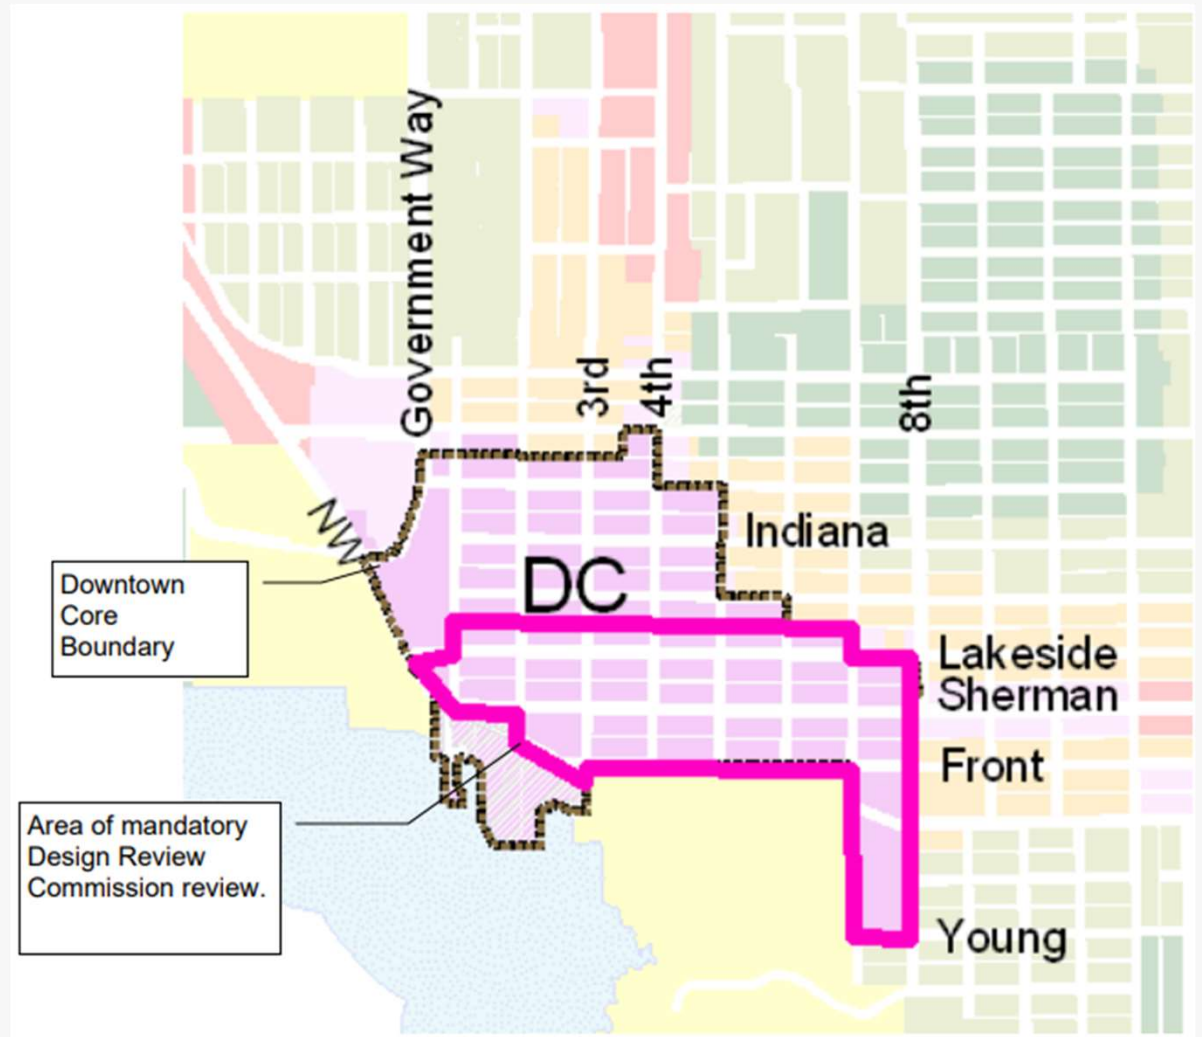 Government Way
3rd
4th
8th
NW
Indiana
DC
Downtown
Core
Boundary
Lakeside
Sherman
Front
Area of mandatory
Design Review
Commission review.
Young